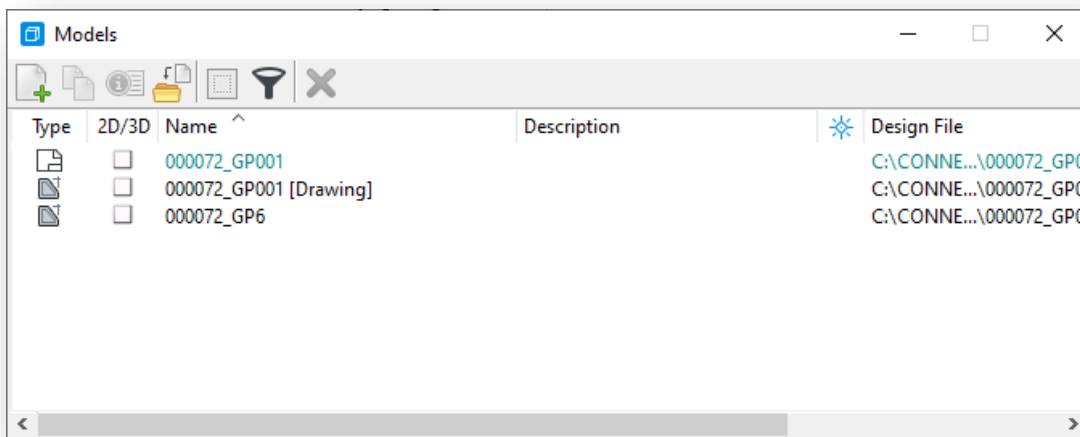 Models
Type 2D/3D Name Description Design File
000072_GP001 C:\CONNE...\000072_GP0
000072_GP001 [Drawing] C:\CONNE...\000072_GP0
000072_GP6 C:\CONNE...\000072_GP0